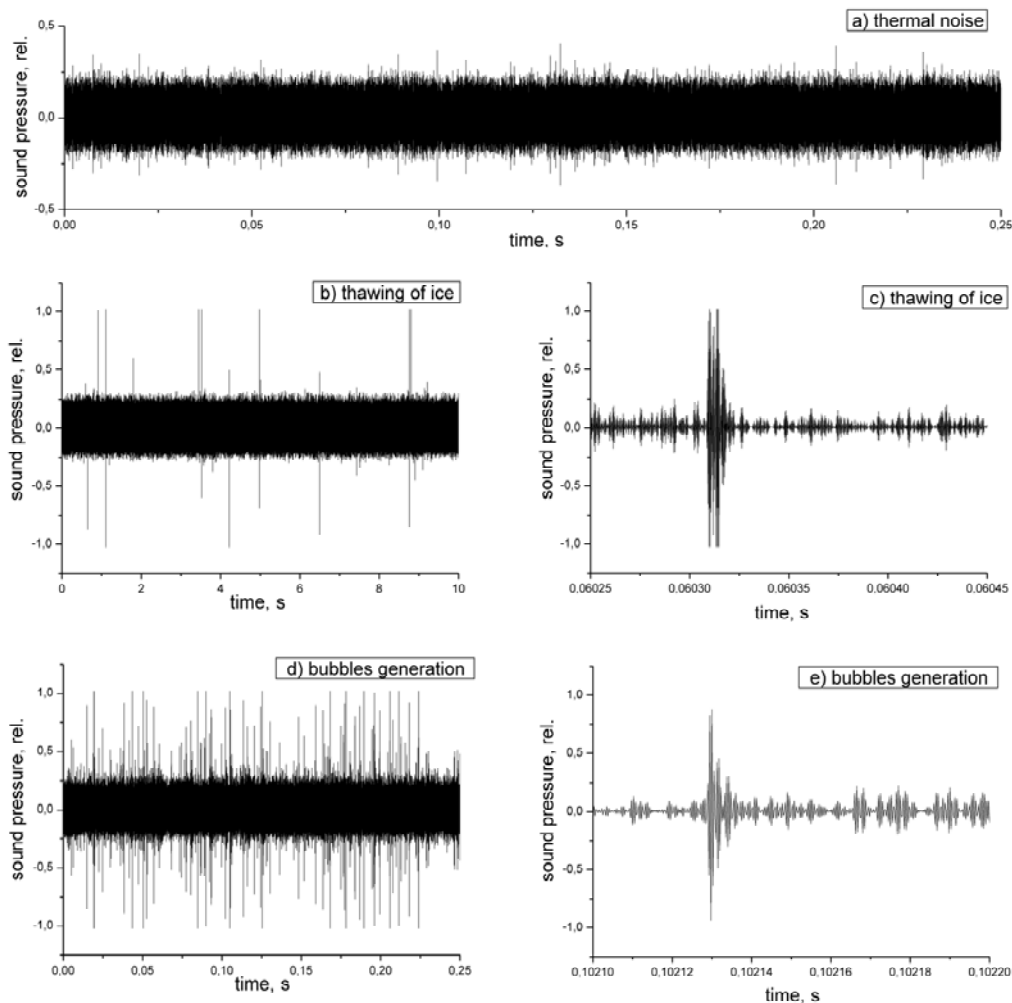 a) thermal noise
sound pressure, rel.
0,5
0,0
-0,5
0,00 0,05 0,10 0,15 0,20 0,25
time, s
b) thawing of ice
sound pressure, rel.
1,0
0,5
0,0
-0,5
-1,0
0 2 4 6 8 10
time, s
c) thawing of ice
sound pressure, rel.
1,0
0,5
0,0
-0,5
-1,0
0.06025 0.06030 0.06035 0.06040 0.06045
time, s
d) bubbles generation
sound pressure, rel.
1,0
0,5
0,0
-0,5
-1,0
0,00 0,05 0,10 0,15 0,20 0,25
time, s
e) bubbles generation
sound pressure, rel.
1,0
0,5
0,0
-0,5
-1,0
0,10210 0,10212 0,10214 0,10216 0,10218 0,10220
time, s